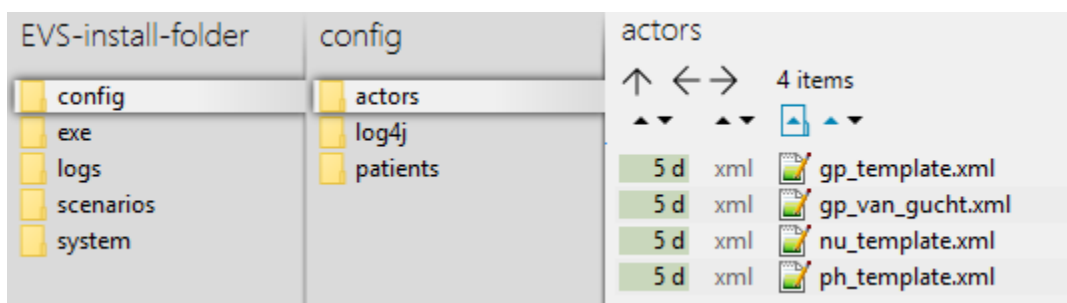 EVS-install-folder
config
exe
logs
scenarios
system
config
actors
log4j
patients
actors
4 items
5 d xml gp_template.xml
5 d xml gp_van_gucht.xml
5 d xml nu_template.xml
5 d xml ph_template.xml